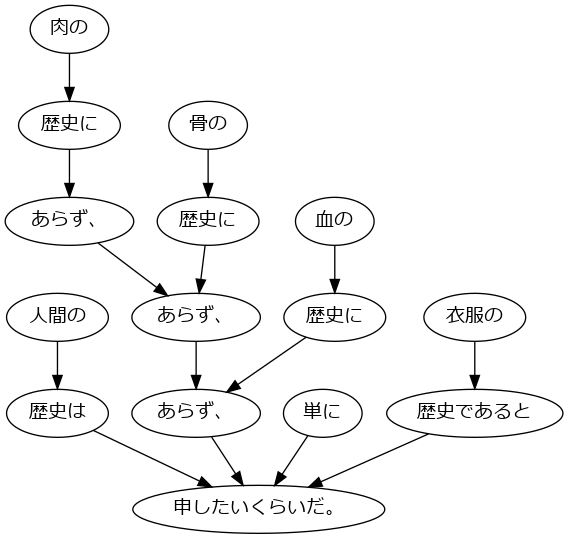 肉の
歴史に
骨の
あらず、
歴史に
血の
人間の
あらず、
歴史に
衣服の
歴史は
あらず、
単に
歴史であると
申したいくらいだ。